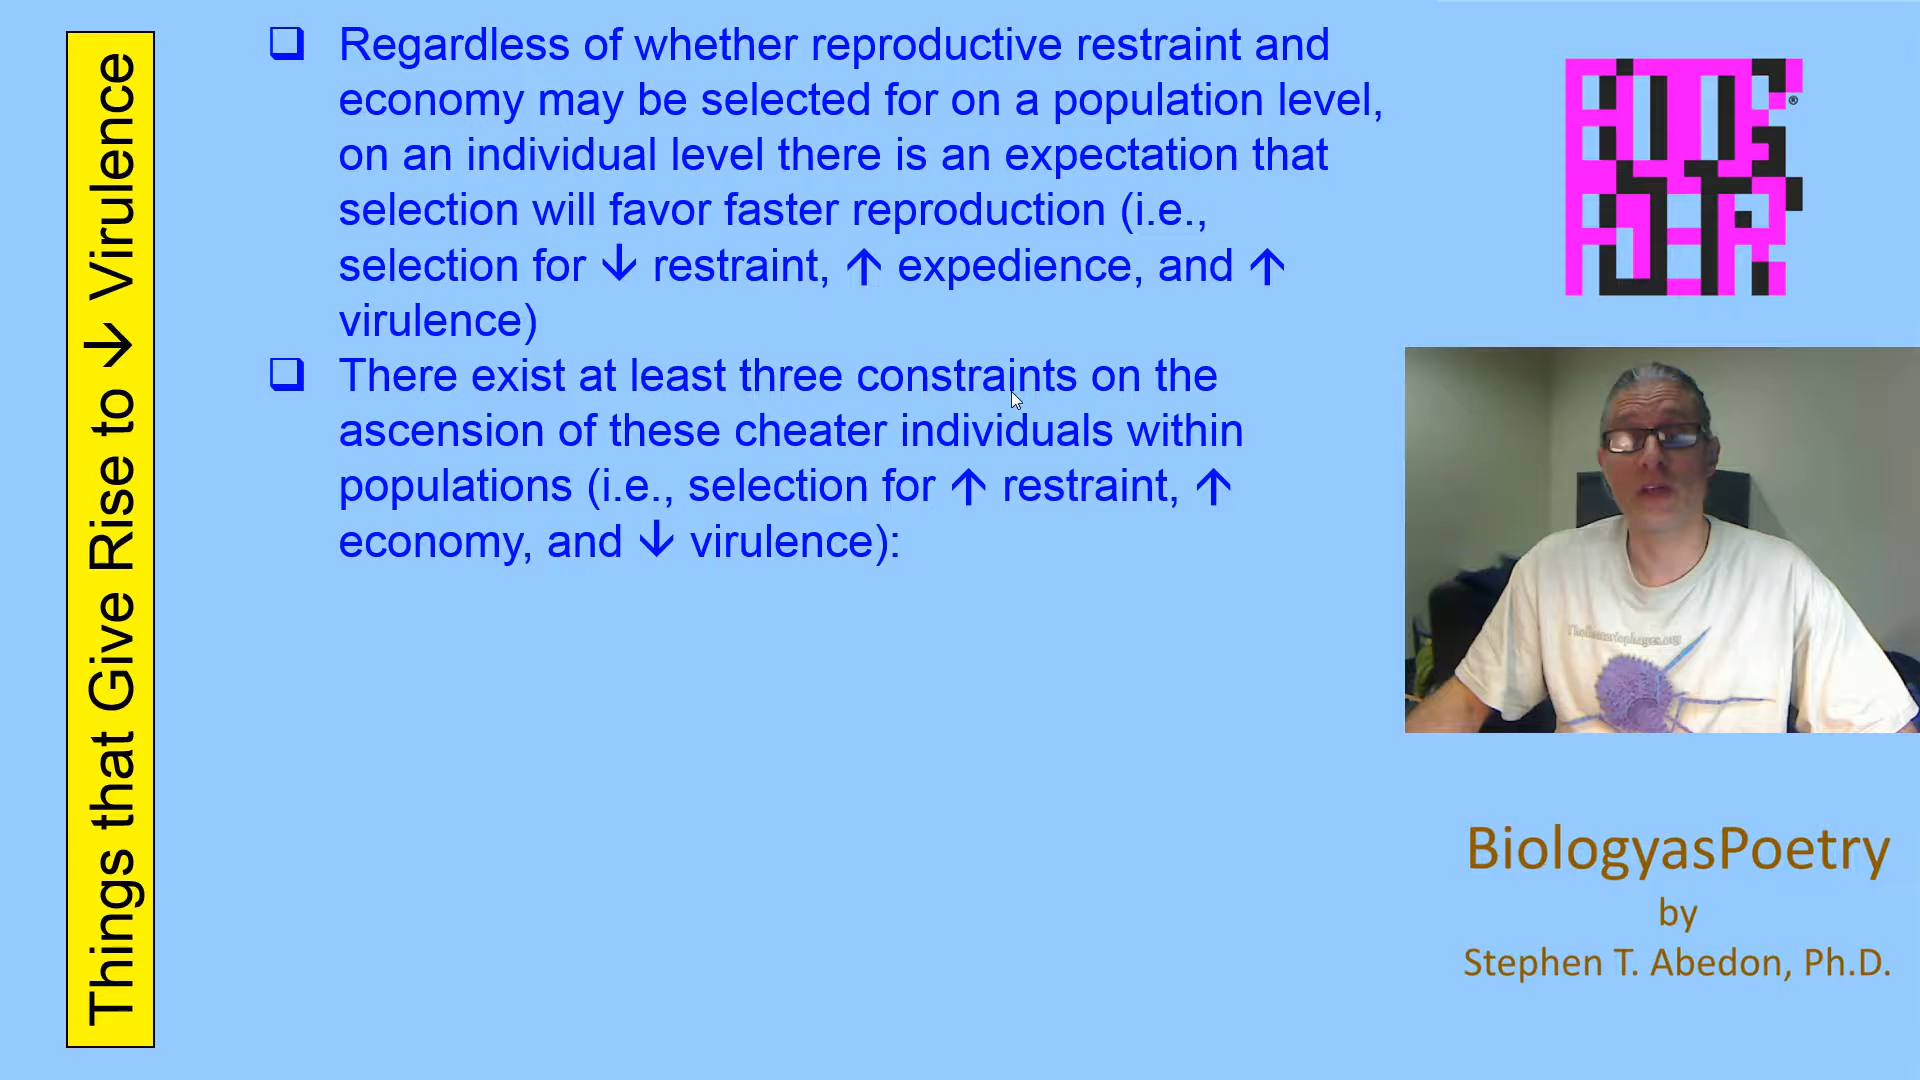 Things that Give Rise to ↓ Virulence
❑ Regardless of whether reproductive restraint and
economy may be selected for on a population level,
on an individual level there is an expectation that
selection will favor faster reproduction (i.e.,
selection for ↓ restraint, ↑ expedience, and ↑
virulence)
❑ There exist at least three constraints on the
ascension of these cheater individuals within
populations (i.e., selection for ↑ restraint, ↑
economy, and ↓ virulence):
BiologyasPoetry
by
Stephen T. Abedon, Ph.D.